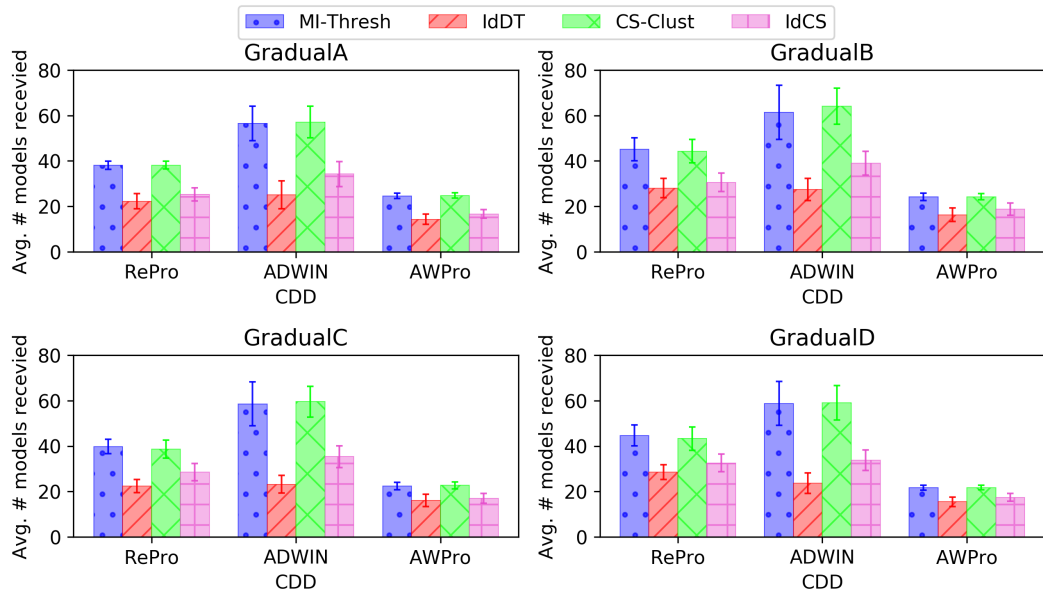 MI-Thresh IdDT CS-Clust IdCS
GradualA
Avg. # models recevied
80
60
40
20
0
RePro ADWIN AWPro
CDD
GradualB
Avg. # models recevied
80
60
40
20
0
RePro ADWIN AWPro
CDD
GradualC
Avg. # models recevied
80
60
40
20
0
RePro ADWIN AWPro
CDD
GradualD
Avg. # models recevied
80
60
40
20
0
RePro ADWIN AWPro
CDD